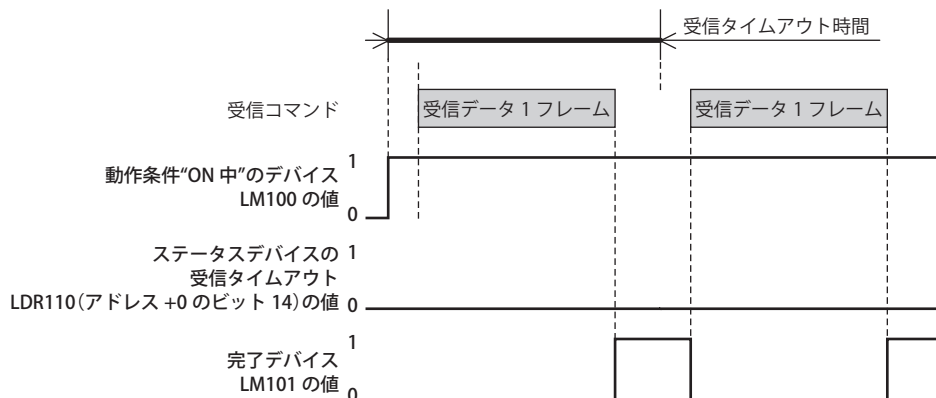 受信タイムアウト時間
受信コマンド
受信データ 1 フレーム
受信データ 1 フレーム
動作条件“ON 中”のデバイス
LM100 の値
1
0
ステータスデバイスの
受信タイムアウト
LDR110(アドレス +0 のビット 14)の値
1
0
完了デバイス
LM101 の値
1
0